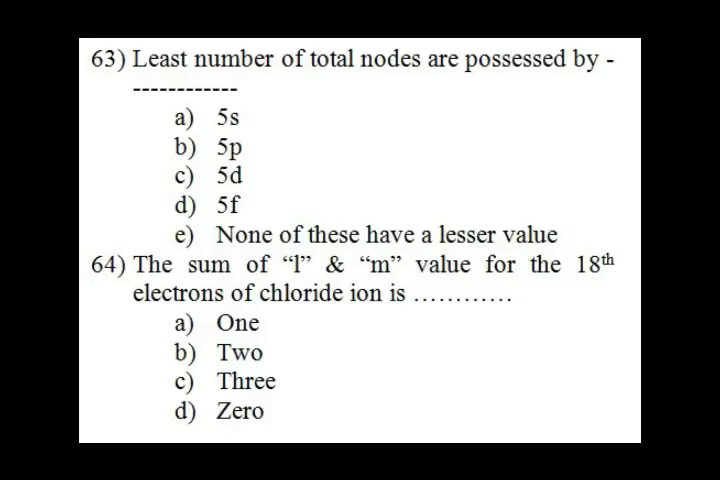 63) Least number of total nodes are possessed by -
------------
a) 5s
b) 5p
c) 5d
d) 5f
e) None of these have a lesser value
64) The sum of “l” & “m” value for the 18th
electrons of chloride ion is …………
a) One
b) Two
c) Three
d) Zero